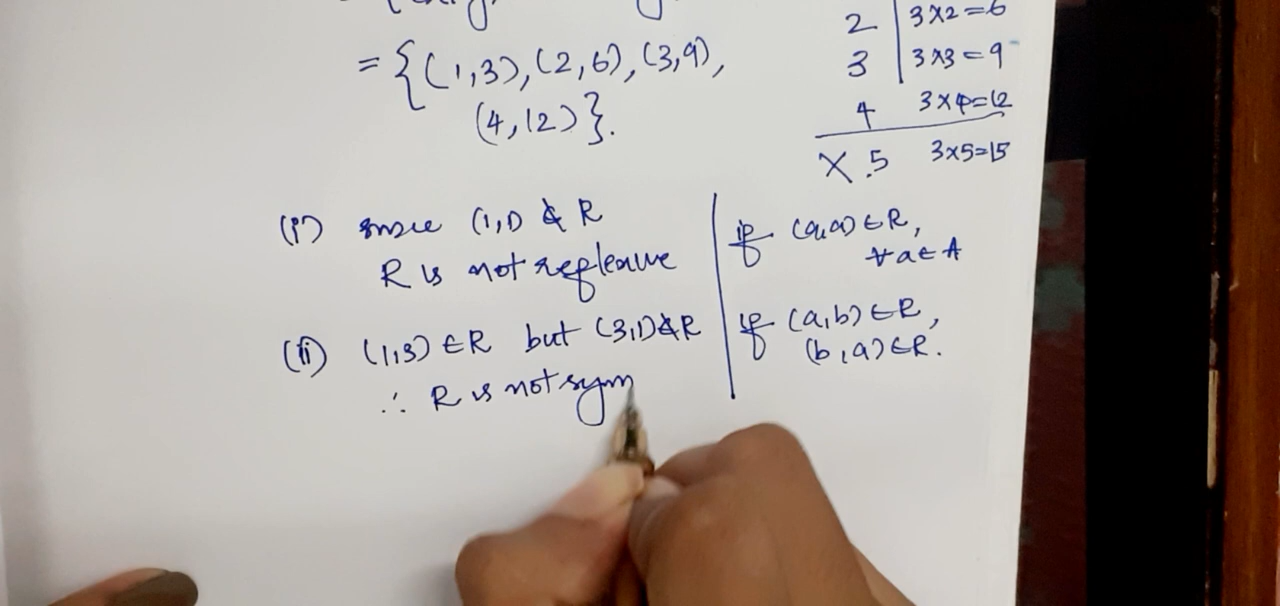 2 | 3×2=6
= {(1,3), (2,6), (3,9),
3 | 3×3=9
(4,12)}.
4 3×4=12
× .5 3×5=15
(i) since (1,1) ∉ R
R is not reflexive
if (a,a) ∈ R,
∀ a ∈ A
(ii) (1,3) ∈ R but (3,1) ∉ R
∴ R is not sym
if (a,b) ∈ R,
(b,a) ∈ R.